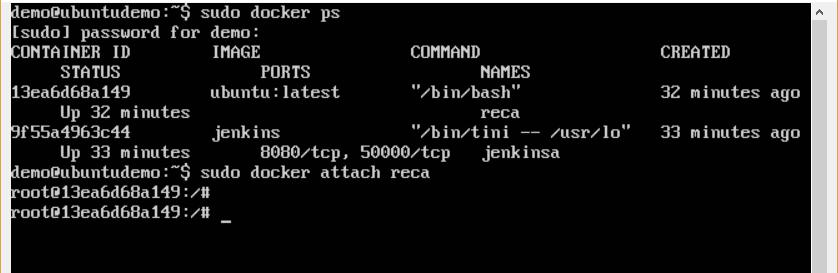 demo@ubuntudemo:~$ sudo docker ps
[sudo] password for demo:
CONTAINER ID IMAGE COMMAND CREATED
STATUS PORTS NAMES
13ea6d68a149 ubuntu:latest "/bin/bash" 32 minutes ago
Up 32 minutes reca
9f55a4963c44 jenkins "/bin/tini -- /usr/lo" 33 minutes ago
Up 33 minutes 8080/tcp, 50000/tcp jenkinsa
demo@ubuntudemo:~$ sudo docker attach reca
root@13ea6d68a149:/#
root@13ea6d68a149:/# _